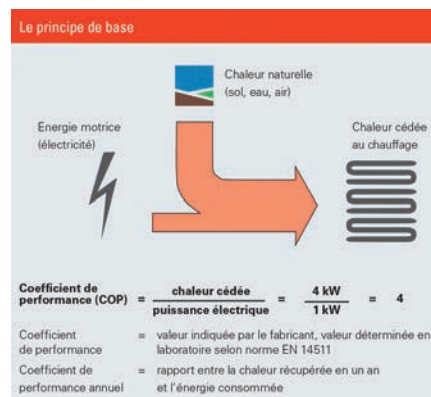 Le principe de base
Chaleur naturelle
(sol, eau, air)
Energie motrice
(électricité)
Chaleur cédée
au chauffage
Coefficient de
performance (COP) = chaleur cédée / puissance électrique = 4 kW / 1 kW = 4
Coefficient = valeur indiquée par le fabricant, valeur déterminée en
de performance laboratoire selon norme EN 14511
Coefficient de = rapport entre la chaleur récupérée en un an
performance annuel et l'énergie consommée